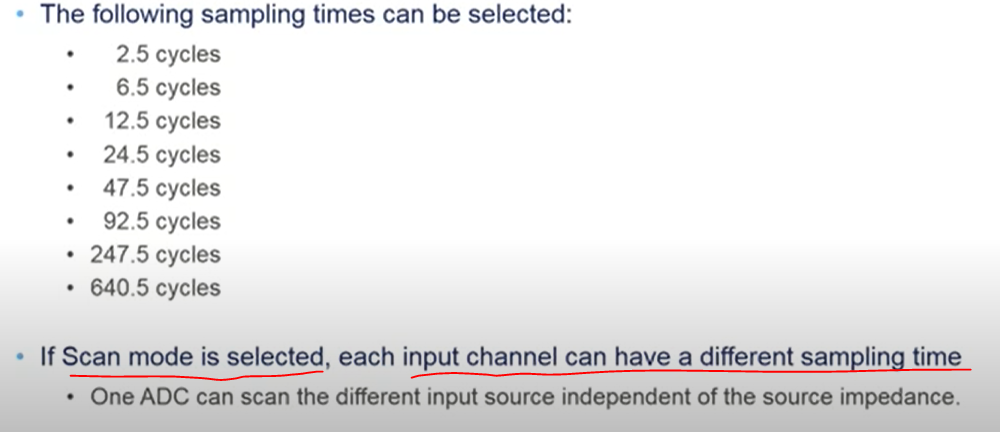 • The following sampling times can be selected:
• 2.5 cycles
• 6.5 cycles
• 12.5 cycles
• 24.5 cycles
• 47.5 cycles
• 92.5 cycles
• 247.5 cycles
• 640.5 cycles
• If Scan mode is selected, each input channel can have a different sampling time
• One ADC can scan the different input source independent of the source impedance.